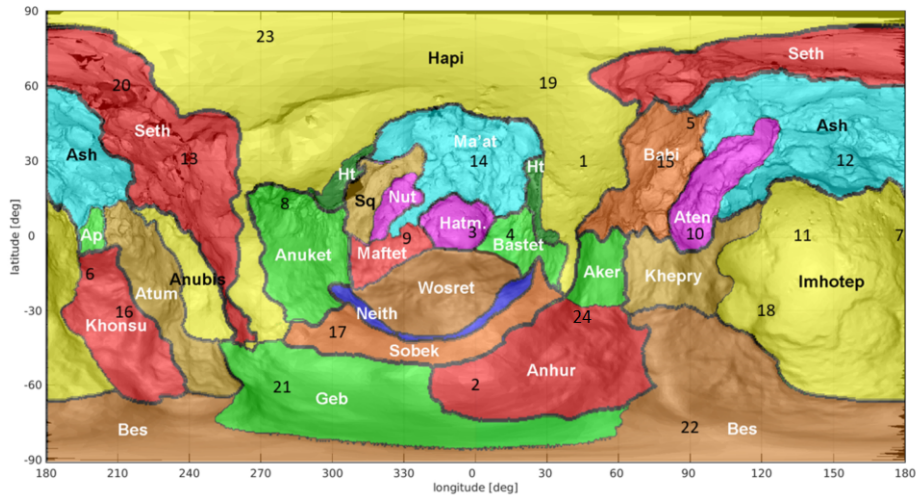 90
23
Hapi
Seth
60
20
19
Ash
Seth
5
Ma'at
Ash
30
13
Ht
14
Ht
1
Babi
15
12
8
Sq
Nut
Aten
latitude [deg]
0
Ap
Anuket
9
Hatm.
3
4
Bastet
10
11
7
6
Atum
Anubis
Maftet
Aker
Khepry
Imhotep
Wosret
-30
Khonsu
16
17
Neith
24
18
Sobek
Anhur
-60
21
Geb
2
Bes
22
Bes
-90
180 210 240 270 300 330 0 30 60 90 120 150 180
longitude [deg]